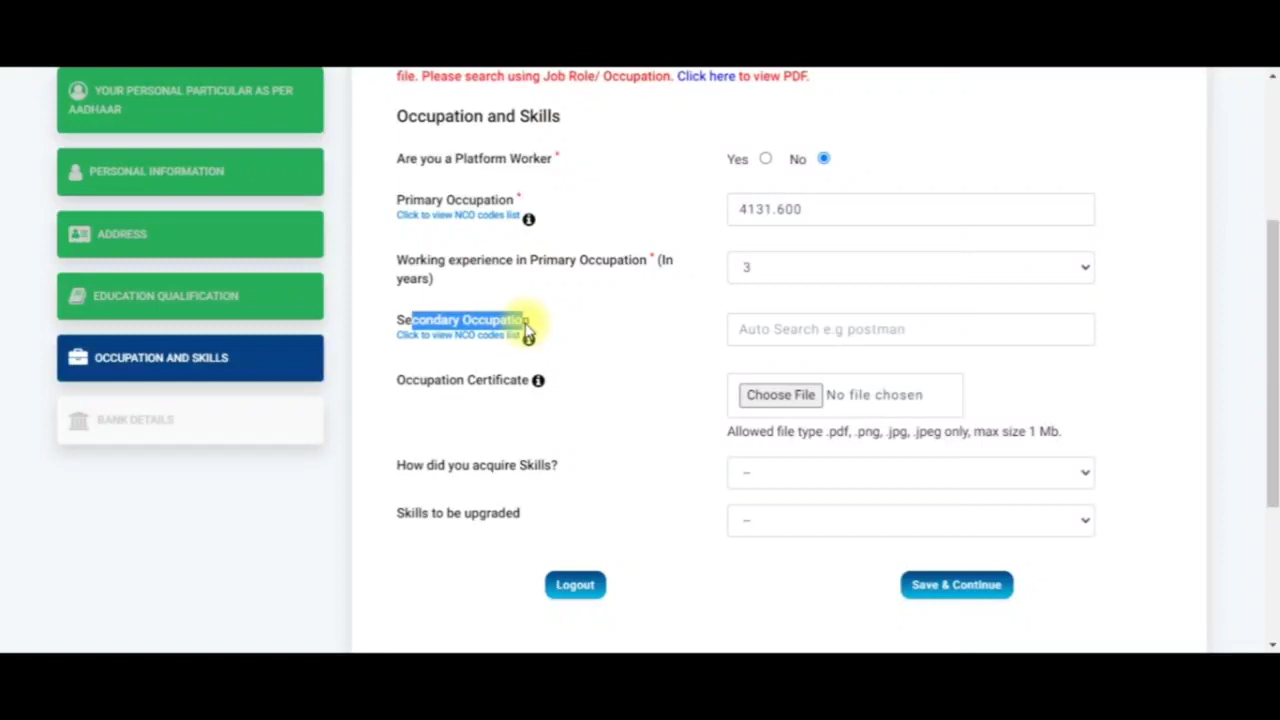 YOUR PERSONAL PARTICULAR AS PER
AADHAAR
PERSONAL INFORMATION
ADDRESS
EDUCATION QUALIFICATION
OCCUPATION AND SKILLS
BANK DETAILS
file. Please search using Job Role/ Occupation. Click here to view PDF.
Occupation and Skills
Are you a Platform Worker * Yes No
Primary Occupation *
Click to view NCO codes list
4131.600
Working experience in Primary Occupation * (In
years)
3
Secondary Occupation
Click to view NCO codes list
Auto Search e.g postman
Occupation Certificate
Choose File No file chosen
Allowed file type .pdf, .png, .jpg, .jpeg only, max size 1 Mb.
How did you acquire Skills?
--
Skills to be upgraded
--
Logout
Save & Continue